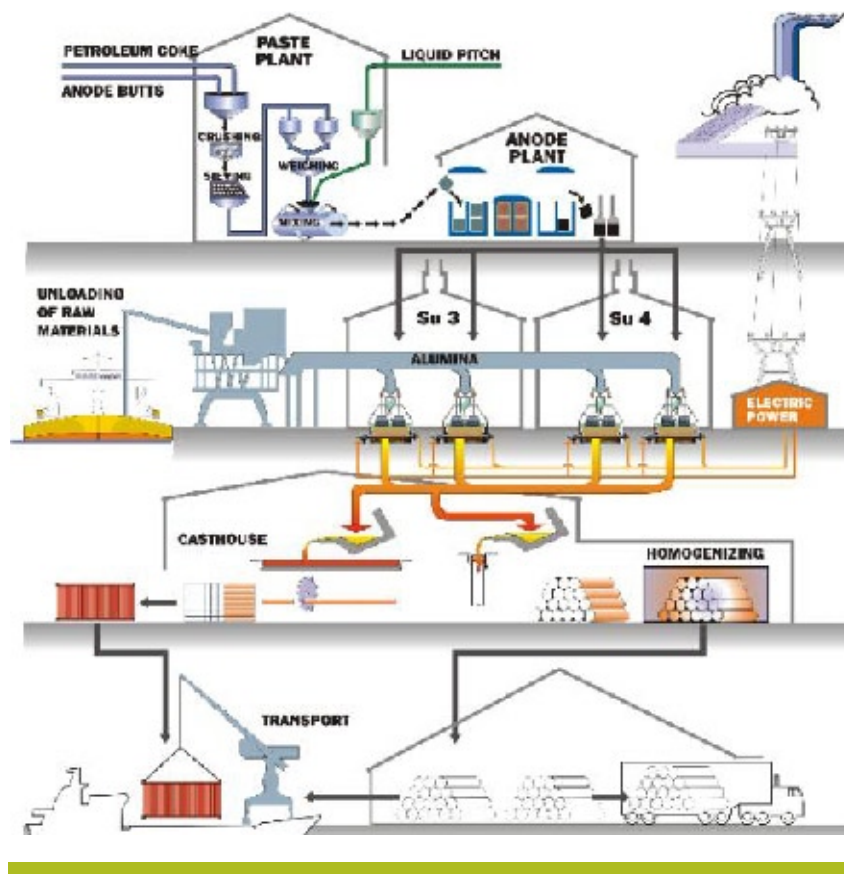 PETROLEUM COKE
ANODE BUTTS
PASTE
PLANT
LIQUID PITCH
CRUSHING
SIEVING
WEIGHING
MIXING
ANODE
PLANT
UNLOADING
OF RAW
MATERIALS
Su 3
Su 4
ALUMINA
ELECTRIC
POWER
CASTHOUSE
HOMOGENIZING
TRANSPORT